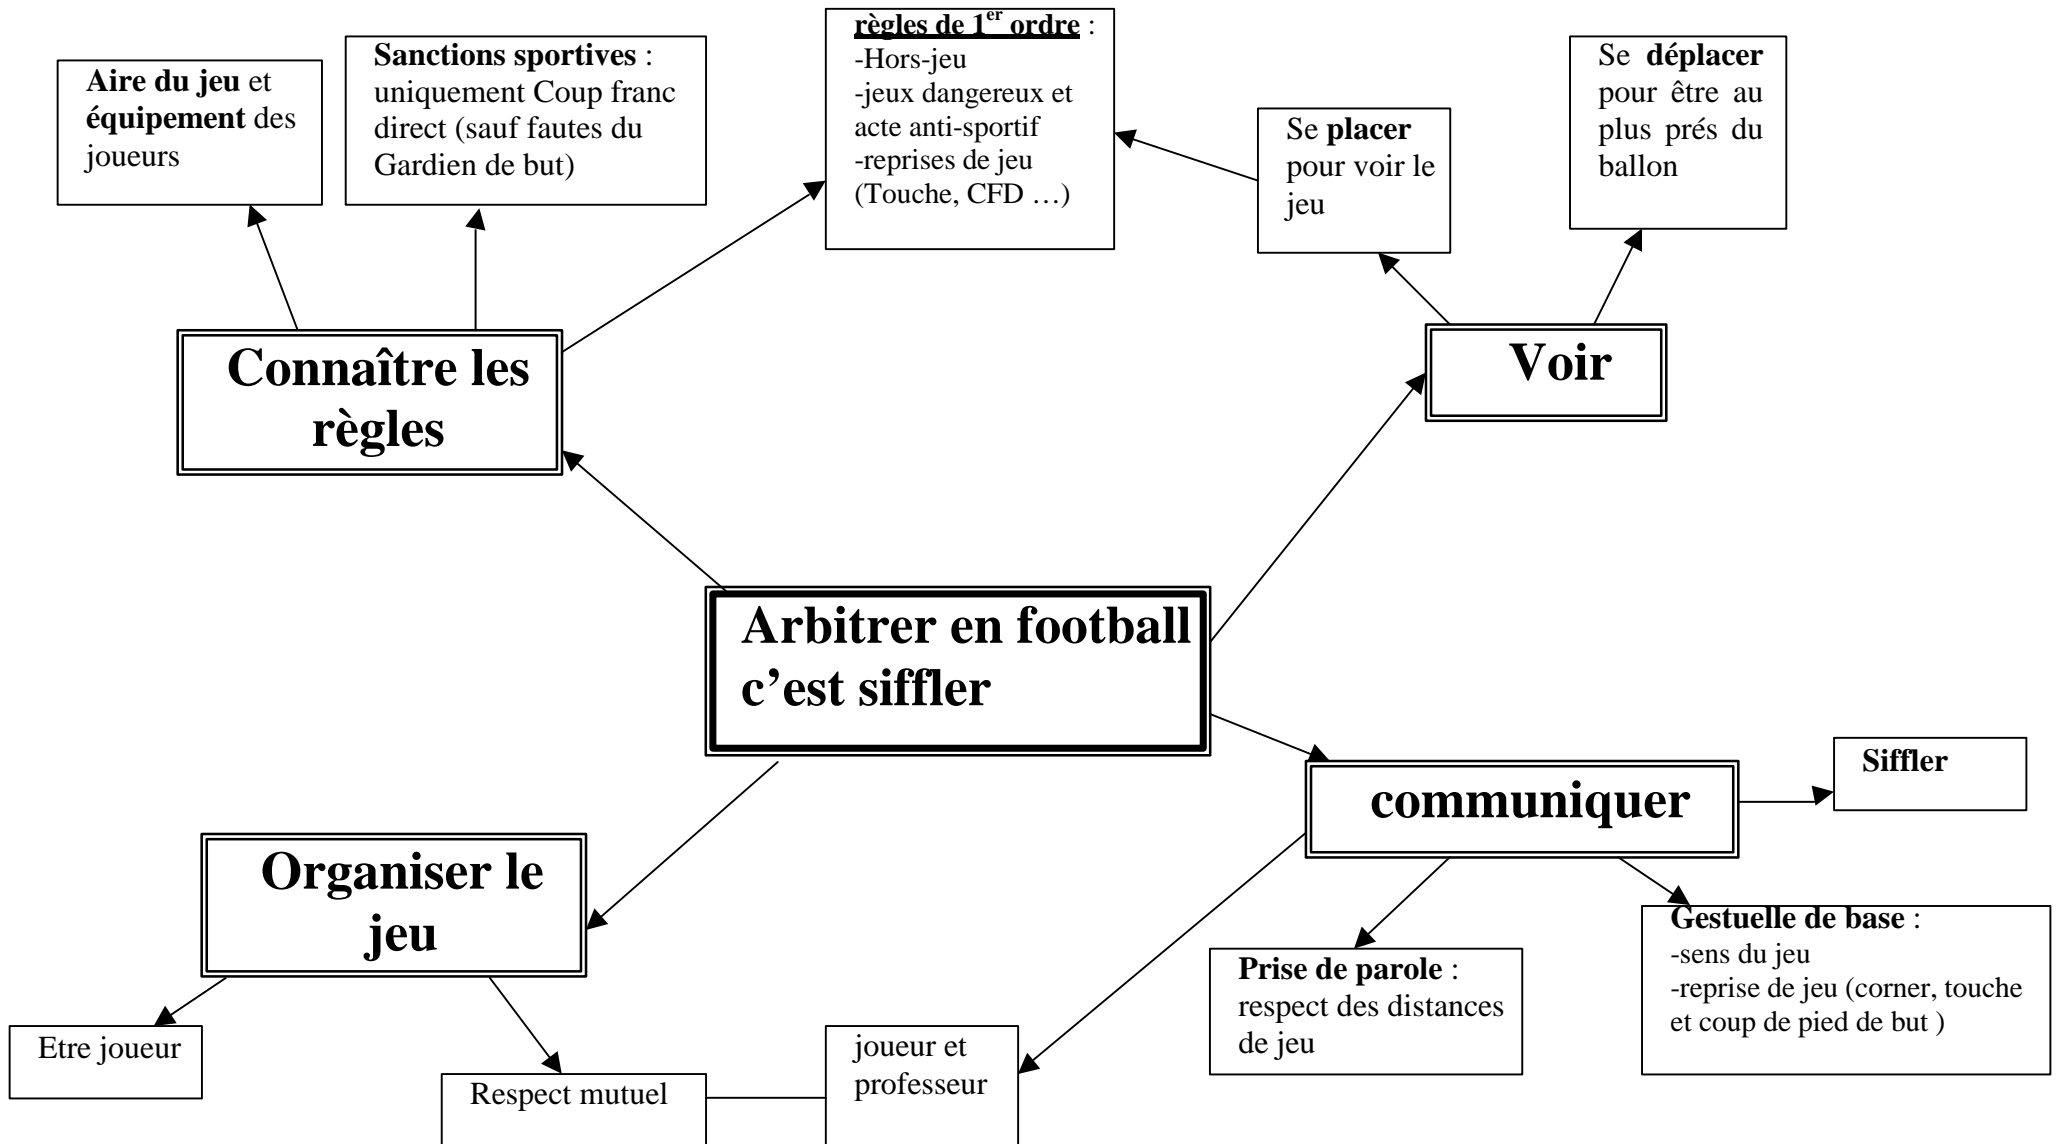 Aire du jeu et
équipement des
joueurs
Sanctions sportives :
uniquement Coup franc
direct (sauf fautes du
Gardien de but)
règles de 1er ordre :
-Hors-jeu
-jeux dangereux et
acte anti-sportif
-reprises de jeu
(Touche, CFD …)
Se placer
pour voir le
jeu
Se déplacer
pour être au
plus prés du
ballon
Connaître les
règles
Voir
Arbitrer en football
c’est siffler
communiquer
Siffler
Organiser le
jeu
Gestuelle de base :
-sens du jeu
-reprise de jeu (corner, touche
et coup de pied de but )
Prise de parole :
respect des distances
de jeu
Etre joueur
Respect mutuel
joueur et
professeur